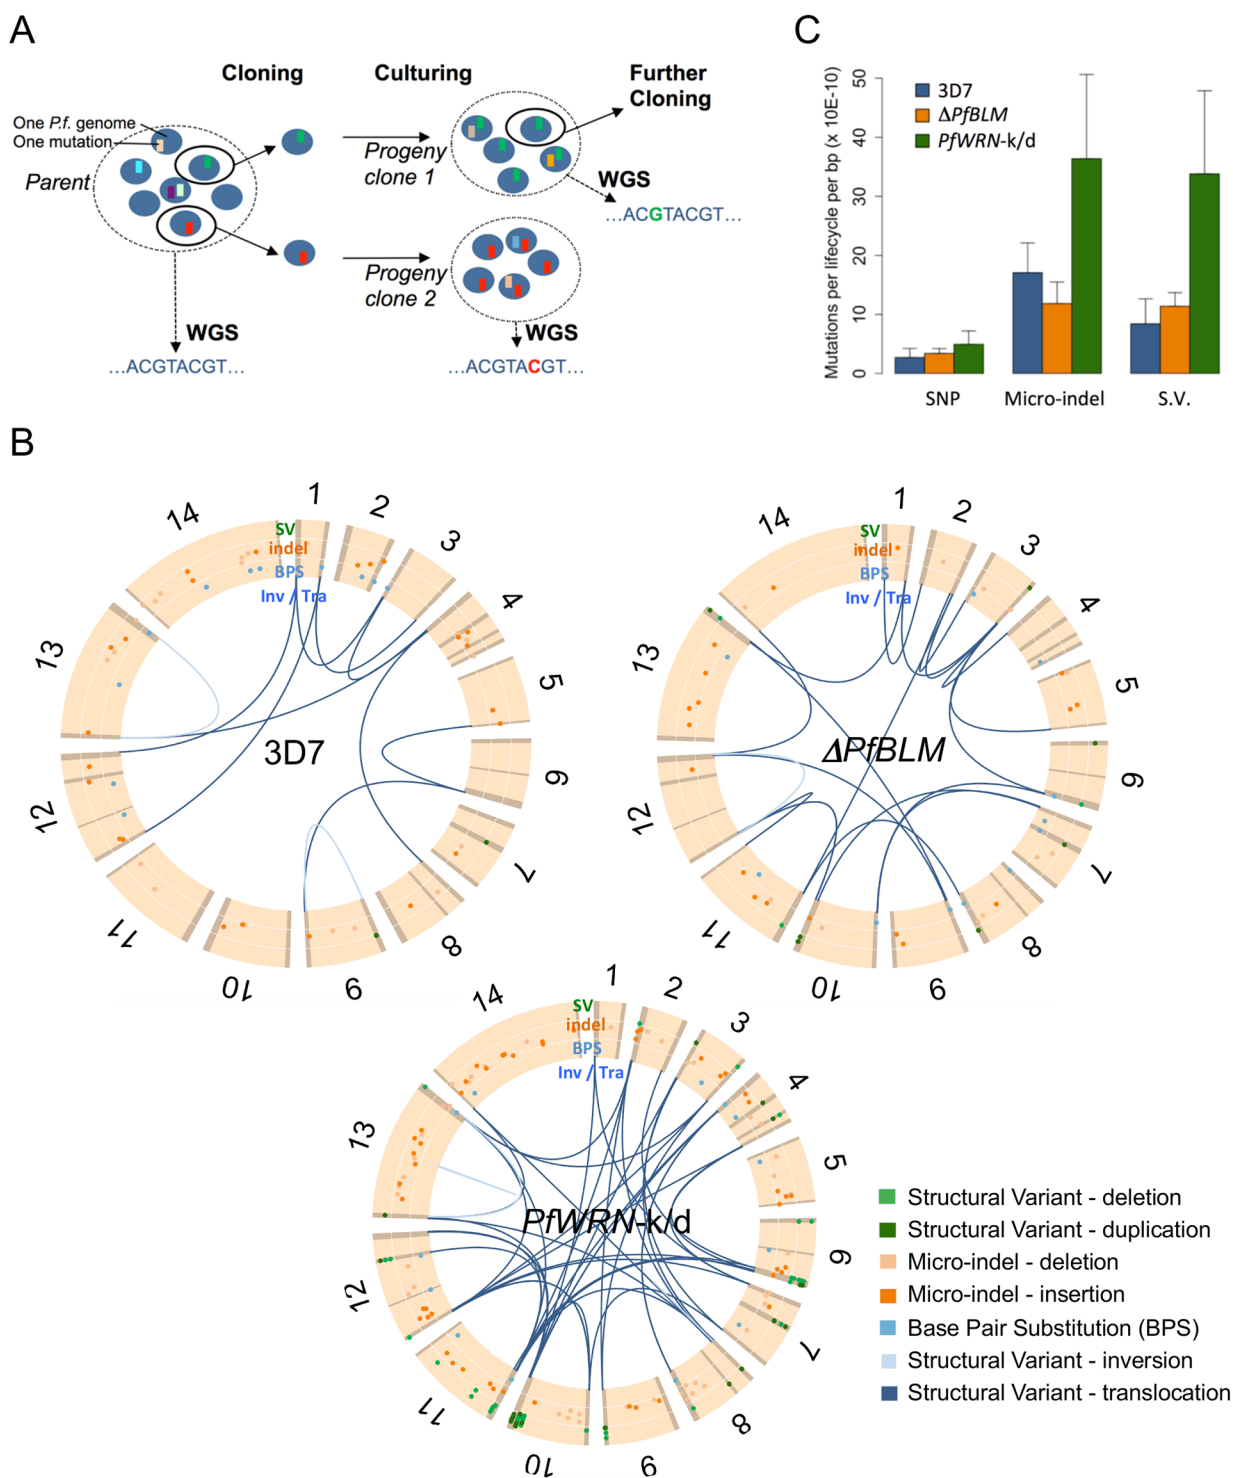 A
Cloning
Culturing
Further
Cloning
One P.f. genome
One mutation
Parent
Progeny
clone 1
WGS
…ACGTACGT…
Progeny
clone 2
WGS
…ACGTACGT…
WGS
…ACGTACGT…
C
Mutations per lifecycle per bp (x 10E-10)
50
40
30
20
10
0
3D7
ΔPfBLM
PfWRN-k/d
SNP
Micro-indel
S.V.
B
1
2
3
4
5
6
7
8
9
10
11
12
13
14
SV
indel
BPS
Inv / Tra
3D7
1
2
3
4
5
6
7
8
9
10
11
12
13
14
SV
indel
BPS
Inv / Tra
ΔPfBLM
1
2
3
4
5
6
7
8
9
10
11
12
13
14
SV
indel
BPS
Inv / Tra
PfWRN-k/d
Structural Variant - deletion
Structural Variant - duplication
Micro-indel - deletion
Micro-indel - insertion
Base Pair Substitution (BPS)
Structural Variant - inversion
Structural Variant - translocation